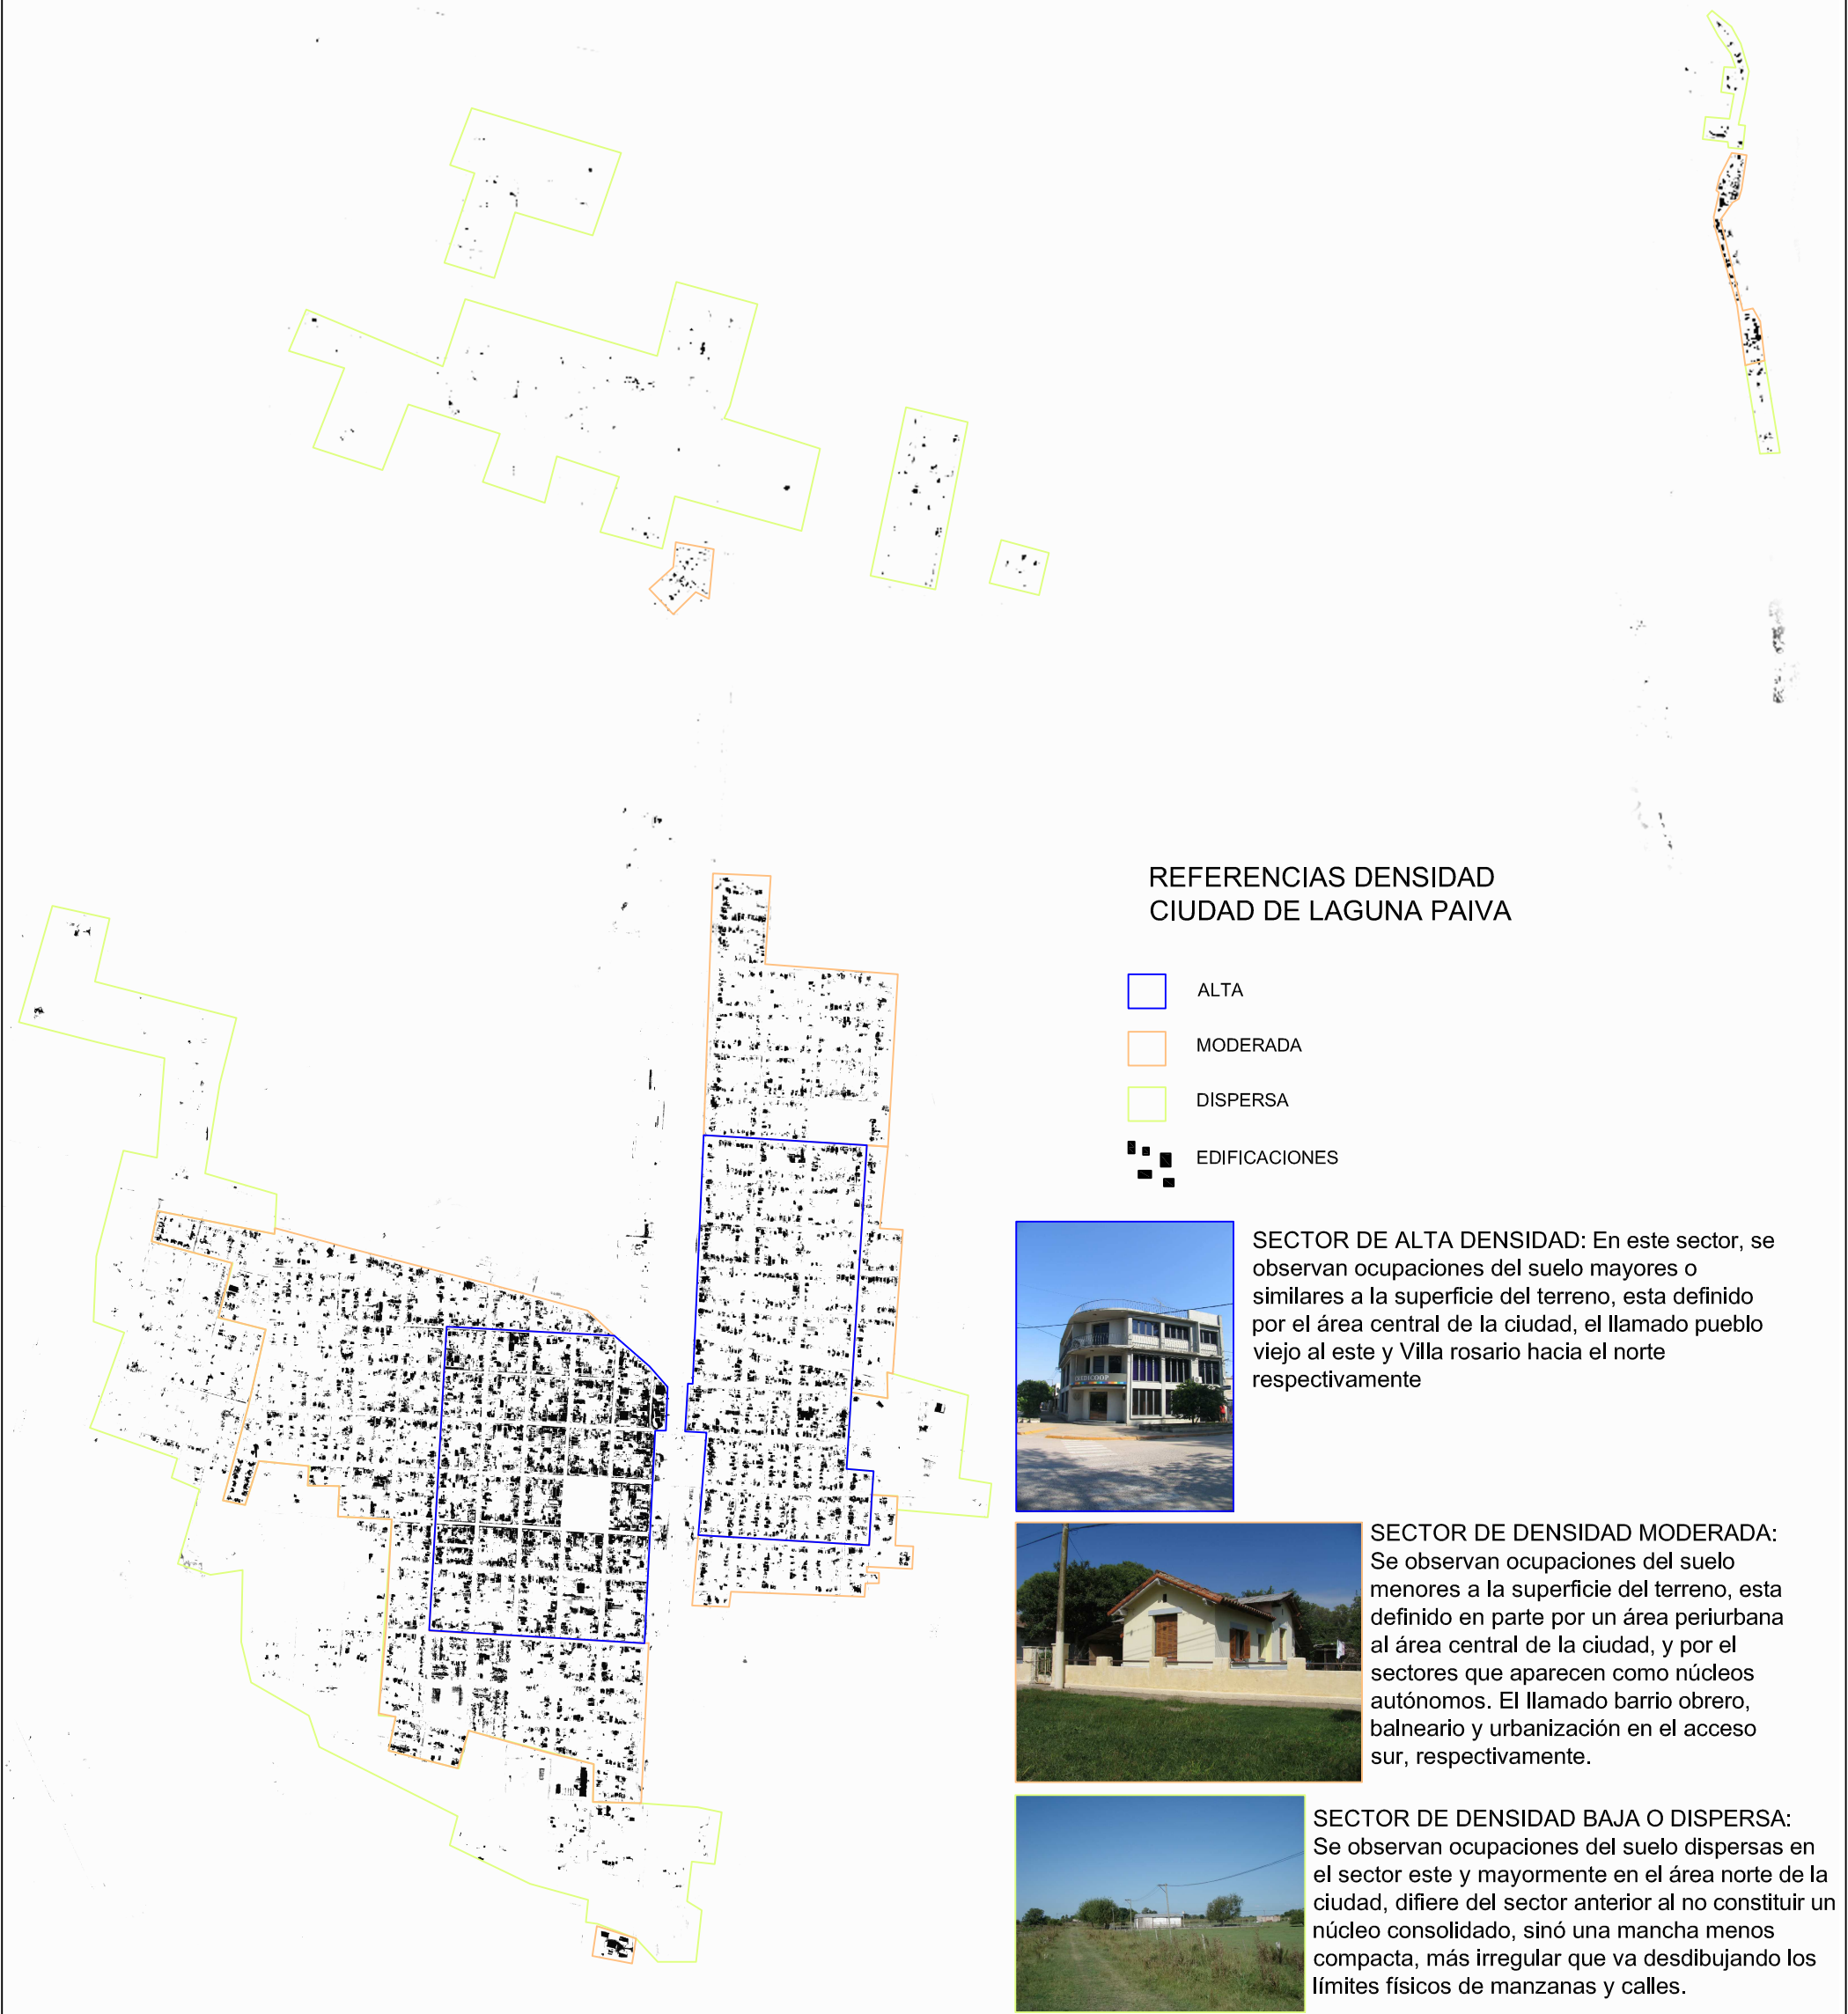 REFERENCIAS DENSIDAD
CIUDAD DE LAGUNA PAIVA
ALTA
MODERADA
DISPERSA
EDIFICACIONES
SECTOR DE ALTA DENSIDAD: En este sector, se
observan ocupaciones del suelo mayores o
similares a la superficie del terreno, esta definido
por el área central de la ciudad, el llamado pueblo
viejo al este y Villa rosario hacia el norte
respectivamente
CREDICOOP
SECTOR DE DENSIDAD MODERADA:
Se observan ocupaciones del suelo
menores a la superficie del terreno, esta
definido en parte por un área periurbana
al área central de la ciudad, y por el
sectores que aparecen como núcleos
autónomos. El llamado barrio obrero,
balneario y urbanización en el acceso
sur, respectivamente.
SECTOR DE DENSIDAD BAJA O DISPERSA:
Se observan ocupaciones del suelo dispersas en
el sector este y mayormente en el área norte de la
ciudad, difiere del sector anterior al no constituir un
núcleo consolidado, sinó una mancha menos
compacta, más irregular que va desdibujando los
límites físicos de manzanas y calles.